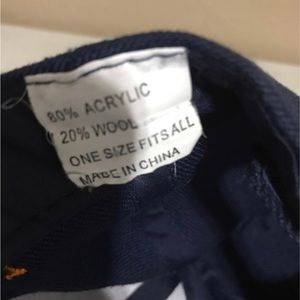 80% ACRYLIC
20% WOOL
ONE SIZE FITS ALL
MADE IN CHINA